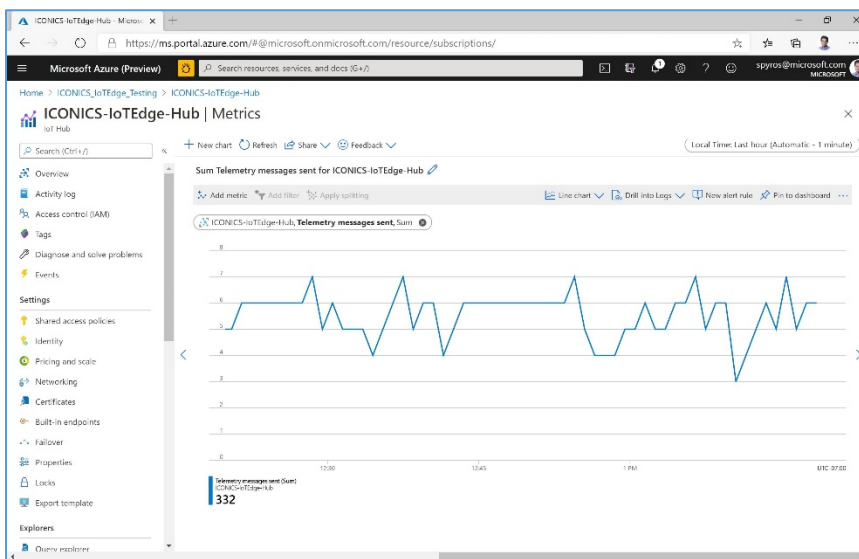 ICONICS-IoTEdge-Hub - Microsc
https://ms.portal.azure.com/#@microsoft.onmicrosoft.com/resource/subscriptions/
Microsoft Azure (Preview)
Search resources, services, and docs (G+/)
1
spyros@microsoft.com
MICROSOFT
Home > ICONICS_IoTEdge_Testing > ICONICS-IoTEdge-Hub
ICONICS-IoTEdge-Hub | Metrics
IoT Hub
Search (Ctrl+/)
Overview
Activity log
Access control (IAM)
Tags
Diagnose and solve problems
Events
Settings
Shared access policies
Identity
Pricing and scale
Networking
Certificates
Built-in endpoints
Failover
Properties
Locks
Export template
Explorers
Query explorer
New chart Refresh Share Feedback
Local Time: Last hour (Automatic - 1 minute)
Sum Telemetry messages sent for ICONICS-IoTEdge-Hub
Add metric Add filter Apply splitting
Line chart Drill into Logs New alert rule Pin to dashboard ...
ICONICS-IoTEdge-Hub, Telemetry messages sent, Sum
8
7
6
5
4
3
2
1
0
12:30 12:45 1 PM UTC-07:00
Telemetry messages sent (Sum)
ICONICS-IoTEdge-Hub
332